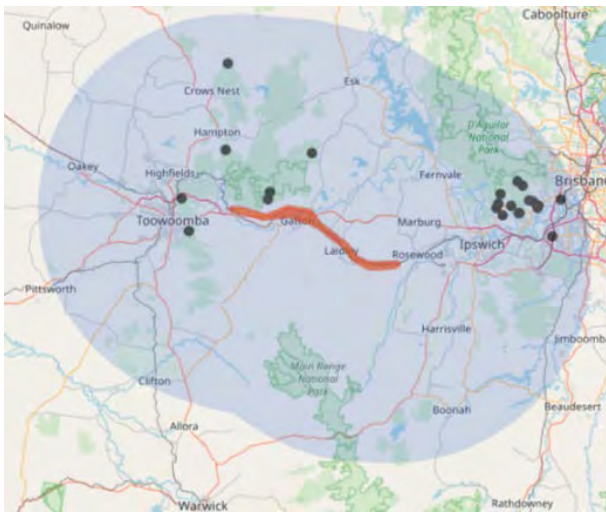 Quinalow
Caboolture
Esk
Crows Nest
D'Aguilar
National
Park
Hampton
Oakey
Highfields
Fernvale
Brisbane
Toowoomba
Gatton
Marburg
Ipswich
Laidley
Rosewood
Pittsworth
Harrisville
Jimboomba
Main Range
National
Park
Clifton
Boonah
Beaudesert
Allora
Warwick
Rathdowney